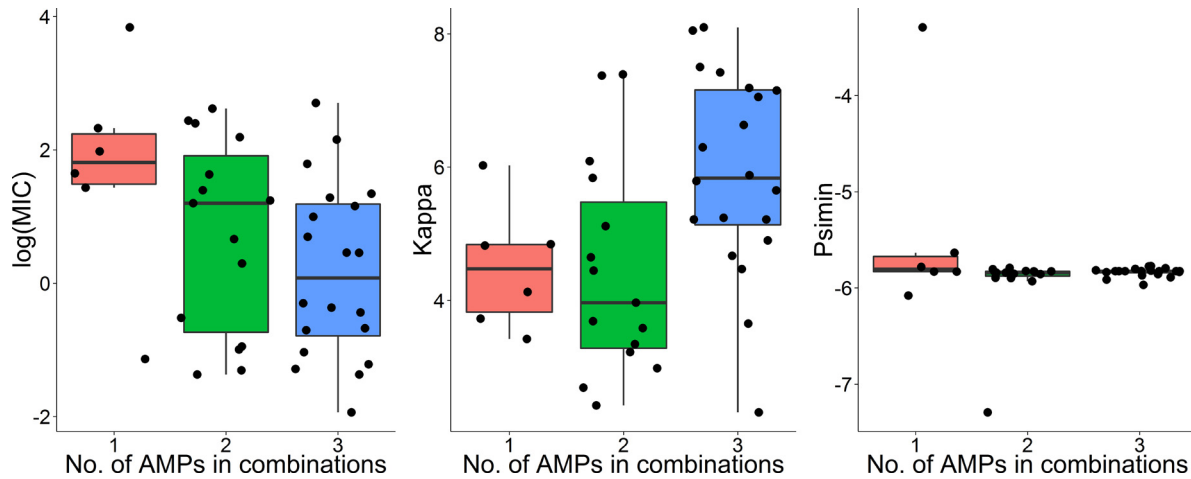 log(MIC)
4
2
0
-2
1 2 3
No. of AMPs in combinations
Kappa
8
6
4
1 2 3
No. of AMPs in combinations
Psimin
-4
-5
-6
-7
1 2 3
No. of AMPs in combinations